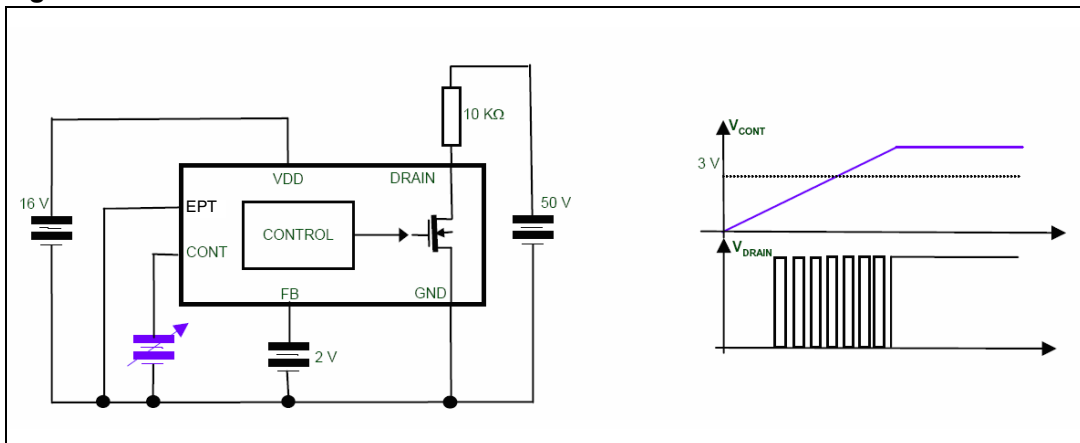 10 KΩ
VDD
DRAIN
16 V
EPT
50 V
CONTROL
CONT
FB
GND
2 V
VCONT
3 V
VDRAIN